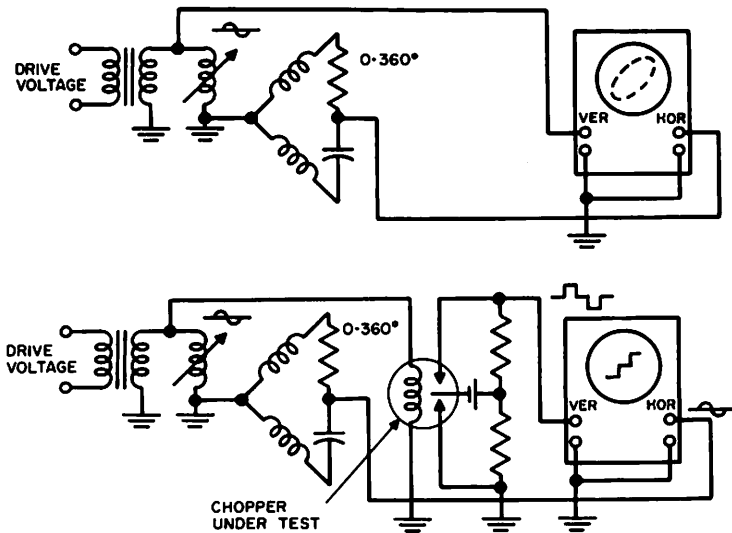 DRIVE
VOLTAGE
0-360°
VER
HOR
DRIVE
VOLTAGE
0-360°
VER
HOR
CHOPPER
UNDER TEST